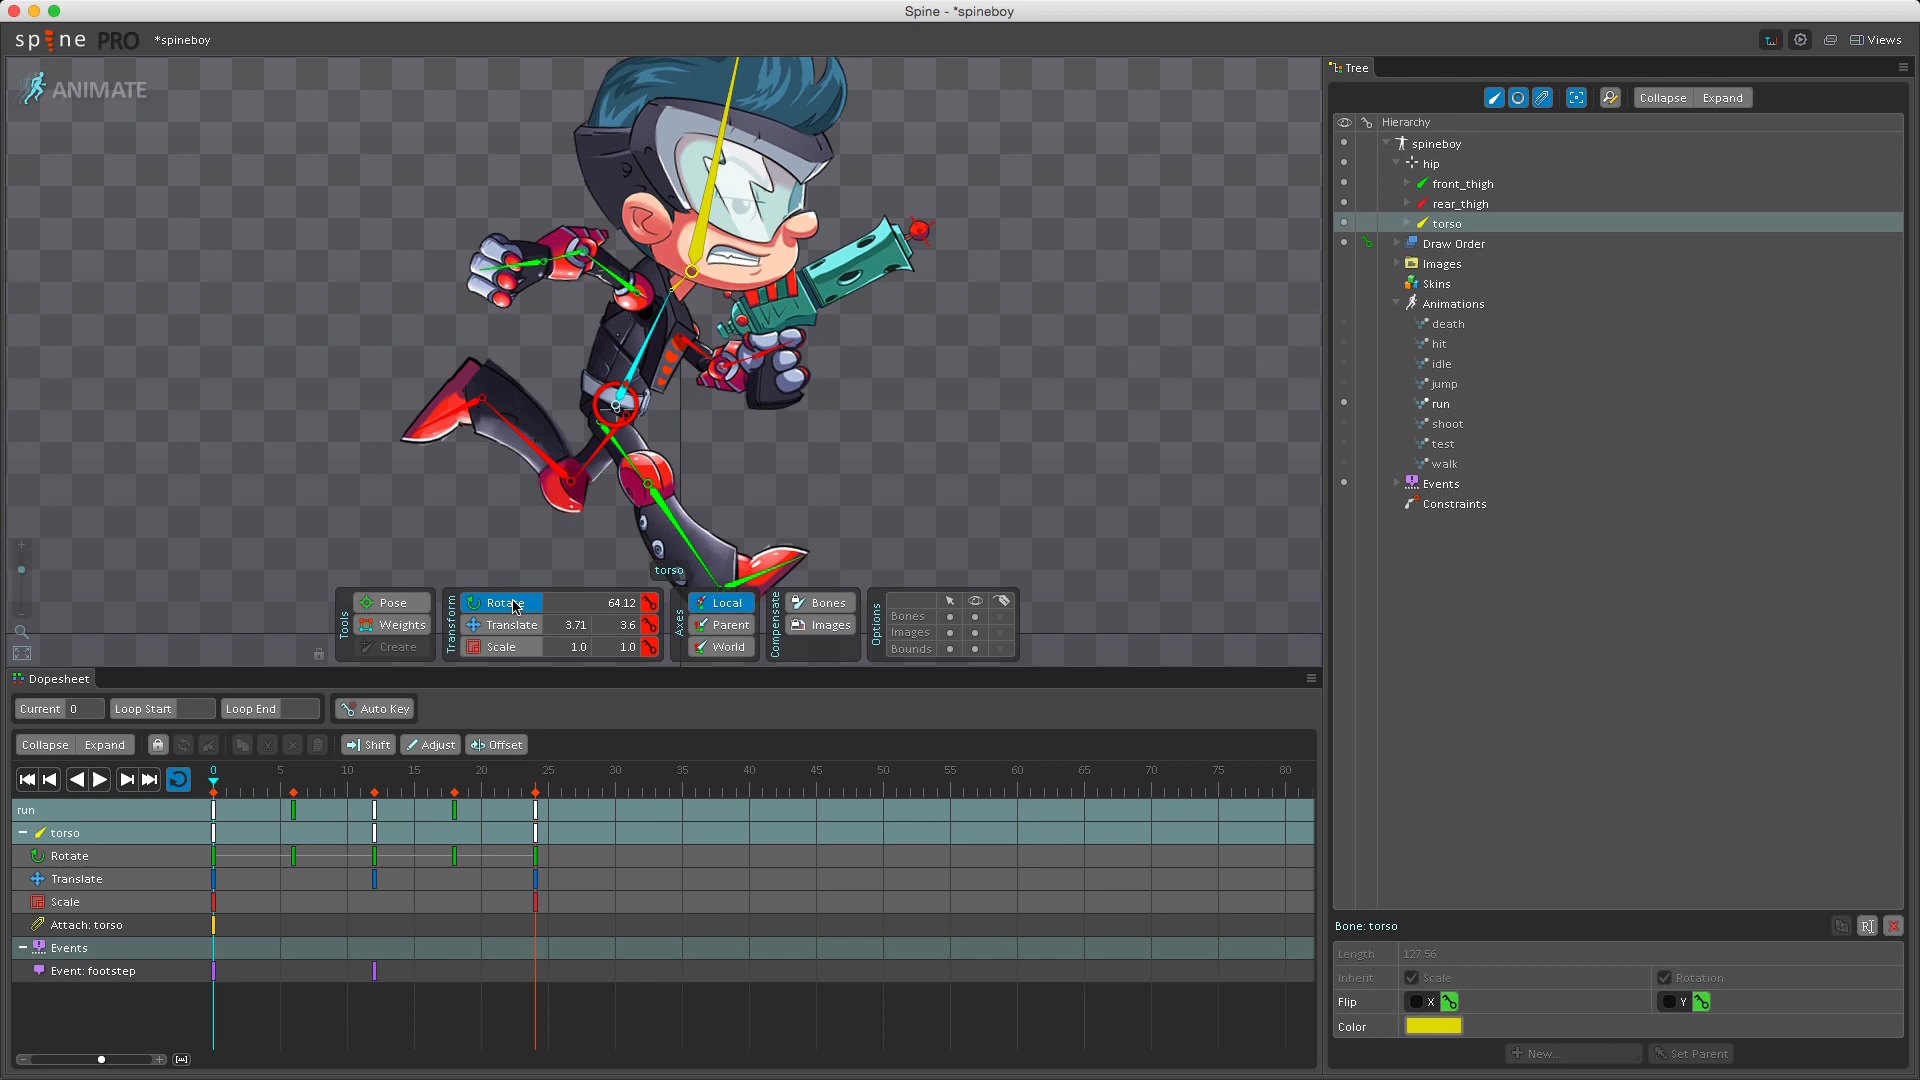 Spine - *spineboy
spine PRO *spineboy Views
ANIMATE
Tree
Collapse Expand
Hierarchy
spineboy
hip
front_thigh
rear_thigh
torso
Draw Order
Images
Skins
Animations
death
hit
idle
jump
run
shoot
test
walk
Events
Constraints
torso
Tools
Pose
Weights
Create
Transform
Rotate 64.12
Translate 3.71 3.6
Scale 1.0 1.0
Axes
Local
Parent
World
Compensate
Bones
Images
Options
Bones
Images
Bounds
Dopesheet
Current 0 Loop Start Loop End Auto Key
Collapse Expand Shift Adjust Offset
0 5 10 15 20 25 30 35 40 45 50 55 60 65 70 75 80
run
torso
Rotate
Translate
Scale
Attach: torso
Events
Event: footstep
Bone: torso
Length 127.56
Inherit Scale Rotation
Flip X Y
Color
New... Set Parent